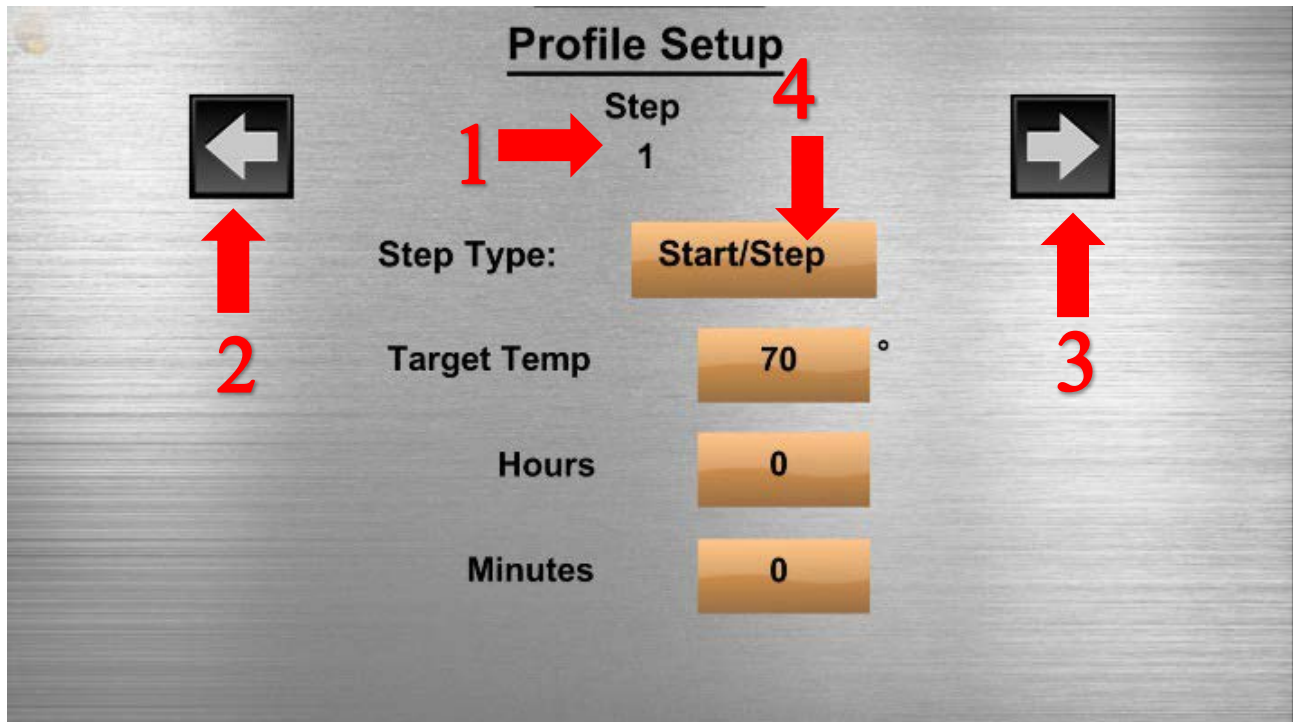 Profile Setup
4
Step
1
1
2
3
Step Type: Start/Step
Target Temp 70 °
Hours 0
Minutes 0